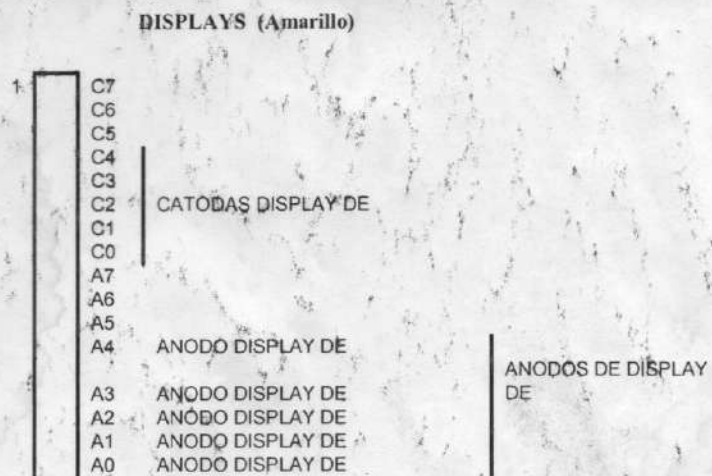 DISPLAYS (Amarillo)
1 C7
C6
C5
C4
C3
C2 CATODAS DISPLAY DE
C1
C0
A7
A6
A5
A4 ANODO DISPLAY DE
ANODOS DE DISPLAY
DE
A3 ANODO DISPLAY DE
A2 ANODO DISPLAY DE
A1 ANODO DISPLAY DE
A0 ANODO DISPLAY DE